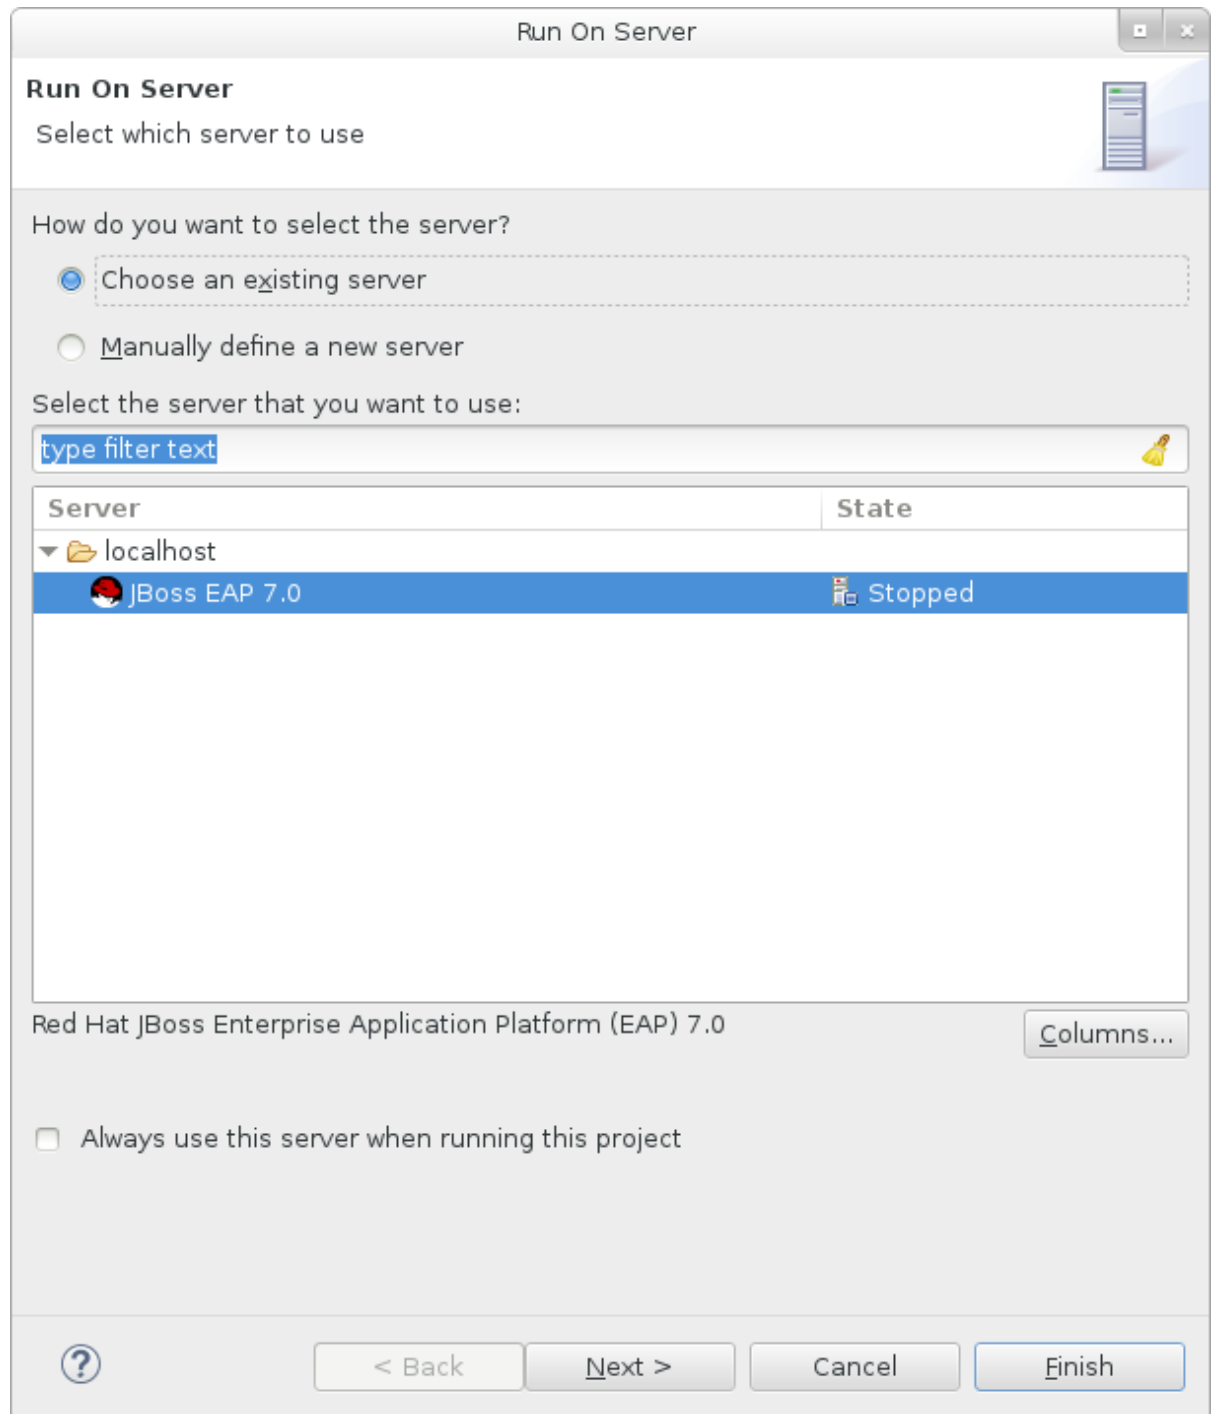 Run On Server
Run On Server
Select which server to use
How do you want to select the server?
Choose an existing server
Manually define a new server
Select the server that you want to use:
type filter text
Server State
localhost
JBoss EAP 7.0 Stopped
Red Hat JBoss Enterprise Application Platform (EAP) 7.0
Columns...
Always use this server when running this project
? < Back Next > Cancel Finish